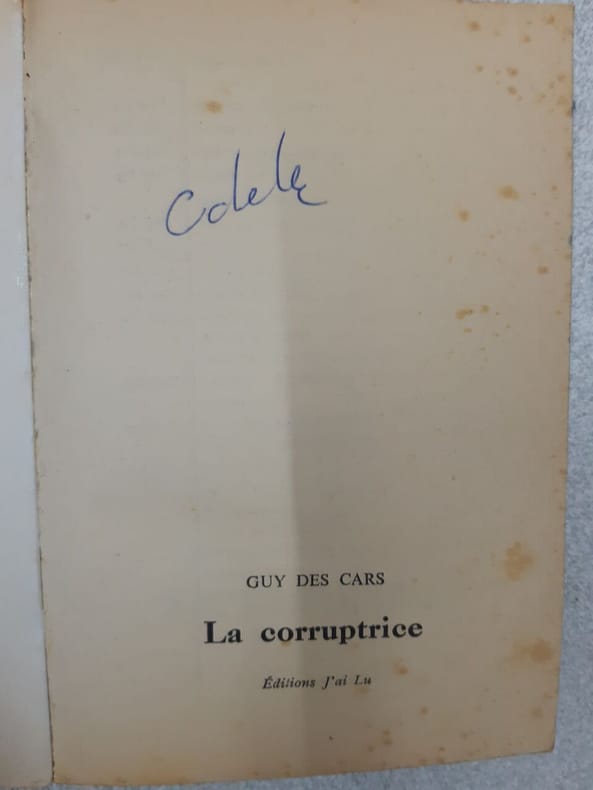 GUY DES CARS
La corruptrice
Éditions J'ai Lu